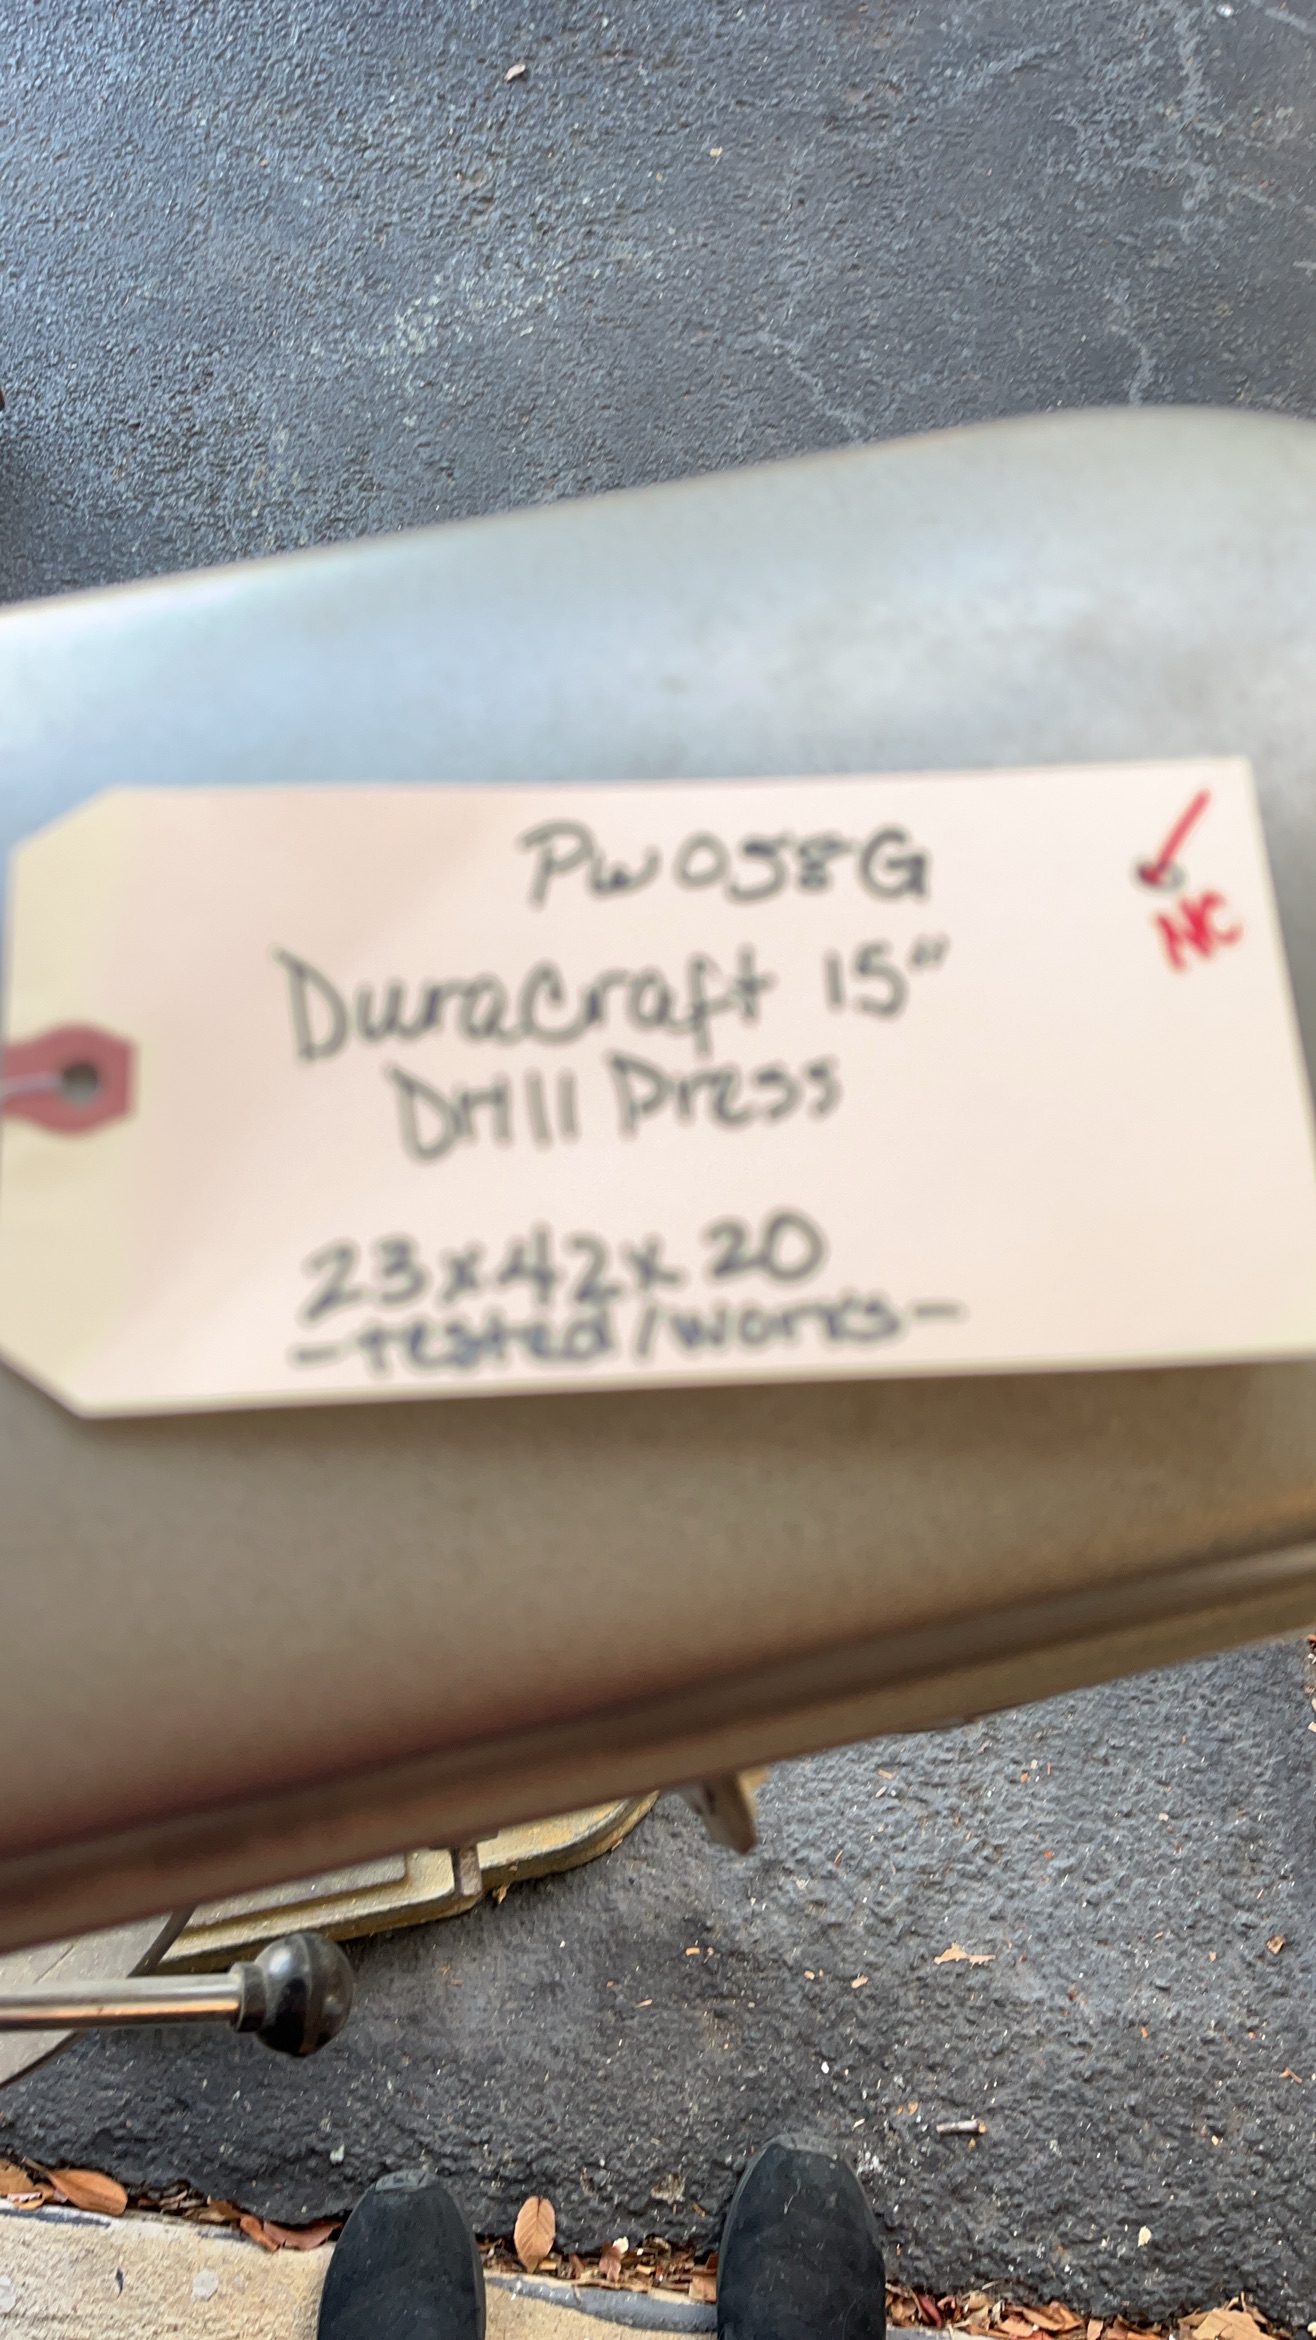 Pw058G
NC
Duracraft 15"
Drill Press
23x42x20
-tested/works-